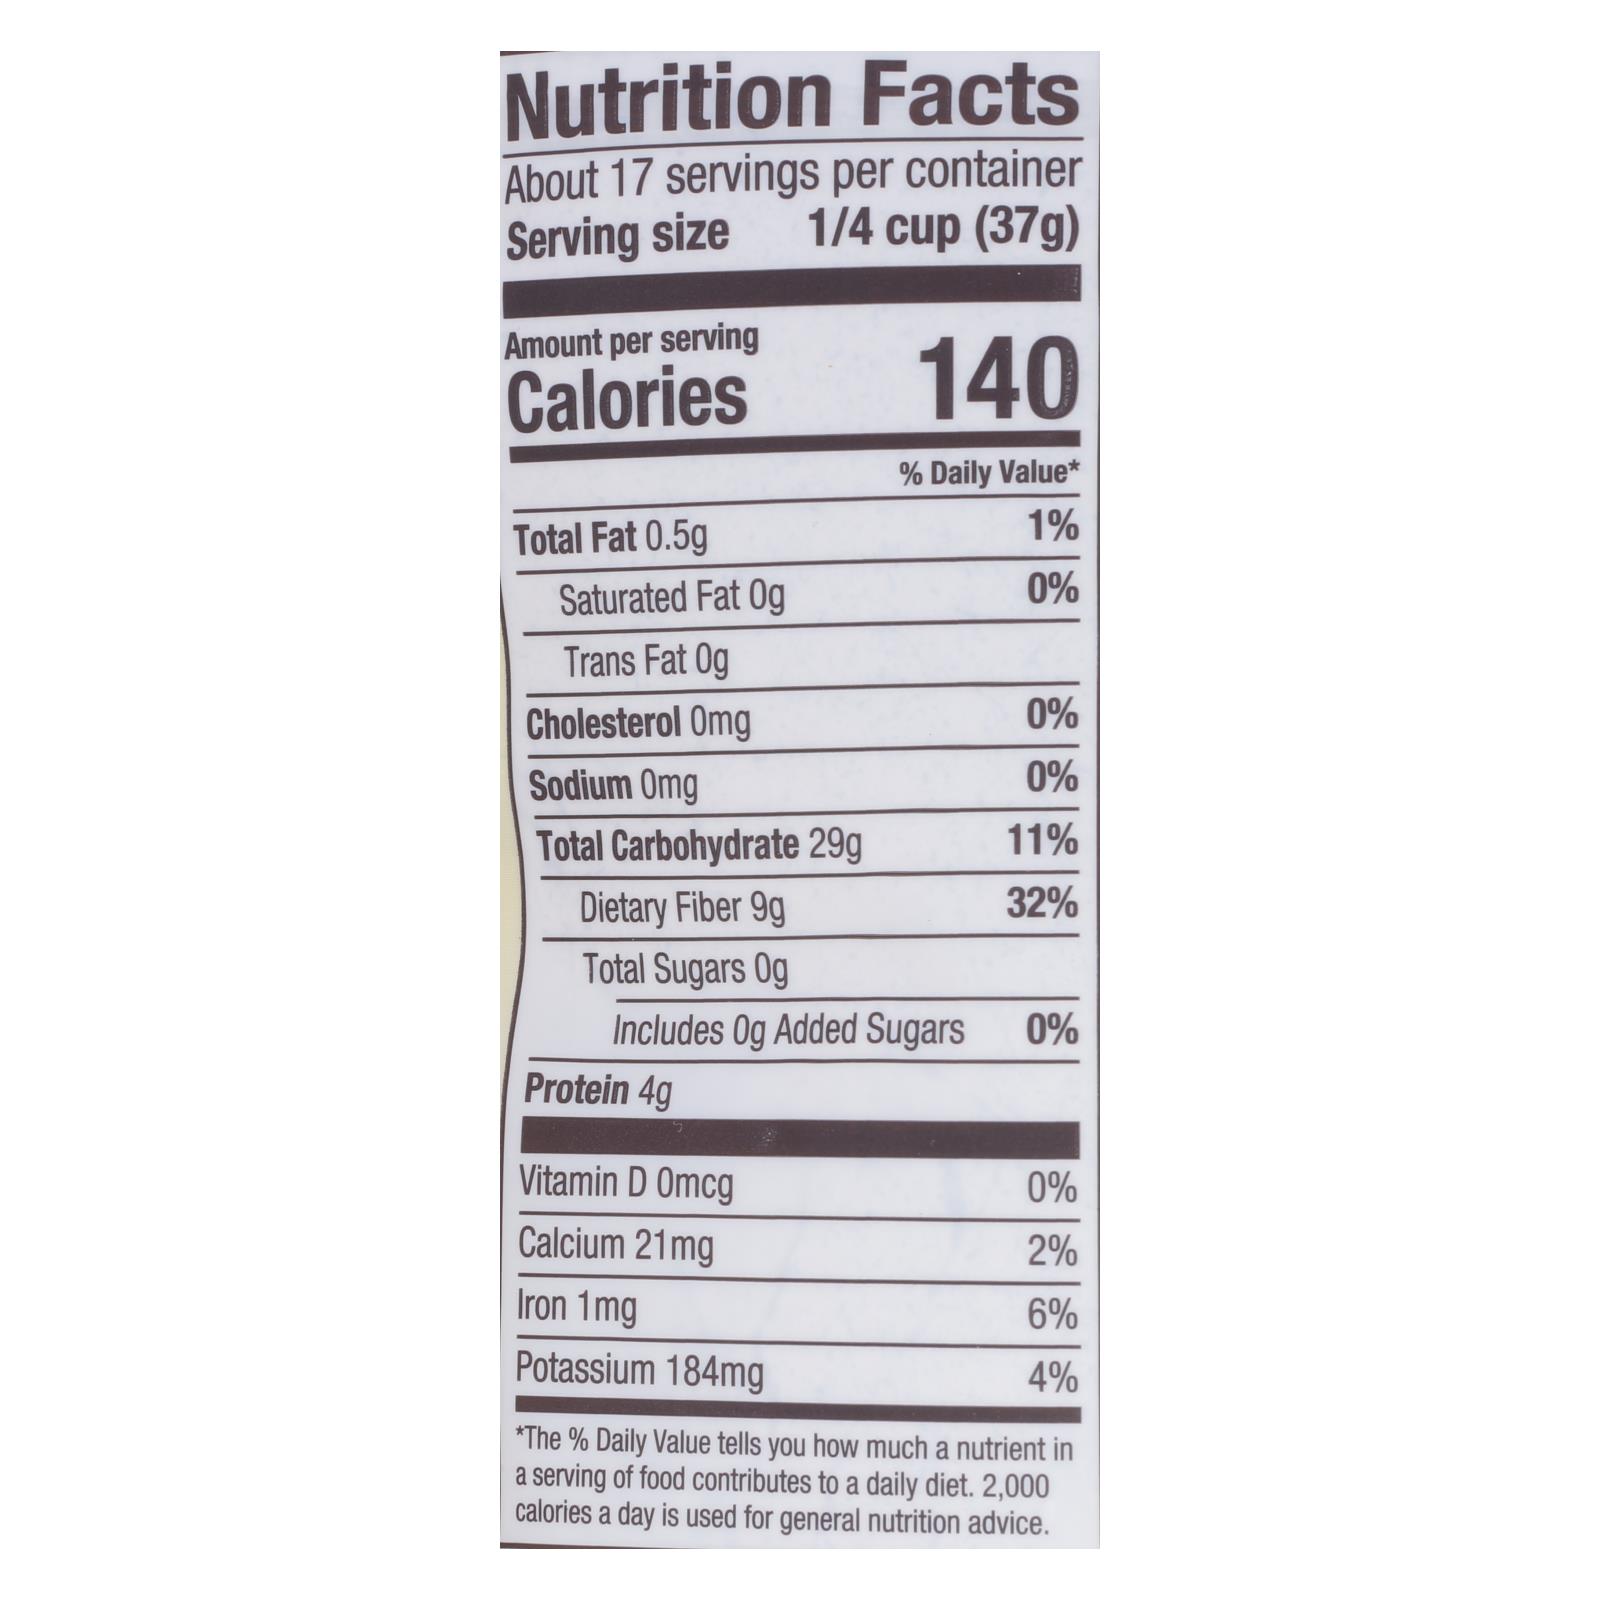 Nutrition Facts
About 17 servings per container
Serving size 1/4 cup (37g)
Amount per serving
Calories 140
% Daily Value*
Total Fat 0.5g 1%
Saturated Fat 0g 0%
Trans Fat 0g
Cholesterol 0mg 0%
Sodium 0mg 0%
Total Carbohydrate 29g 11%
Dietary Fiber 9g 32%
Total Sugars 0g
Includes 0g Added Sugars 0%
Protein 4g
Vitamin D 0mcg 0%
Calcium 21mg 2%
Iron 1mg 6%
Potassium 184mg 4%
*The % Daily Value tells you how much a nutrient in
a serving of food contributes to a daily diet. 2,000
calories a day is used for general nutrition advice.